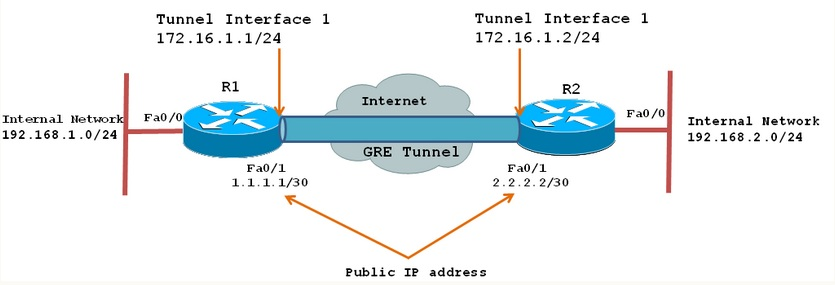 Tunnel Interface 1
172.16.1.1/24
Tunnel Interface 1
172.16.1.2/24
R1
R2
Internet
Internal Network
192.168.1.0/24
Fa0/0
Fa0/0
Internal Network
192.168.2.0/24
GRE Tunnel
Fa0/1
1.1.1.1/30
Fa0/1
2.2.2.2/30
Public IP address